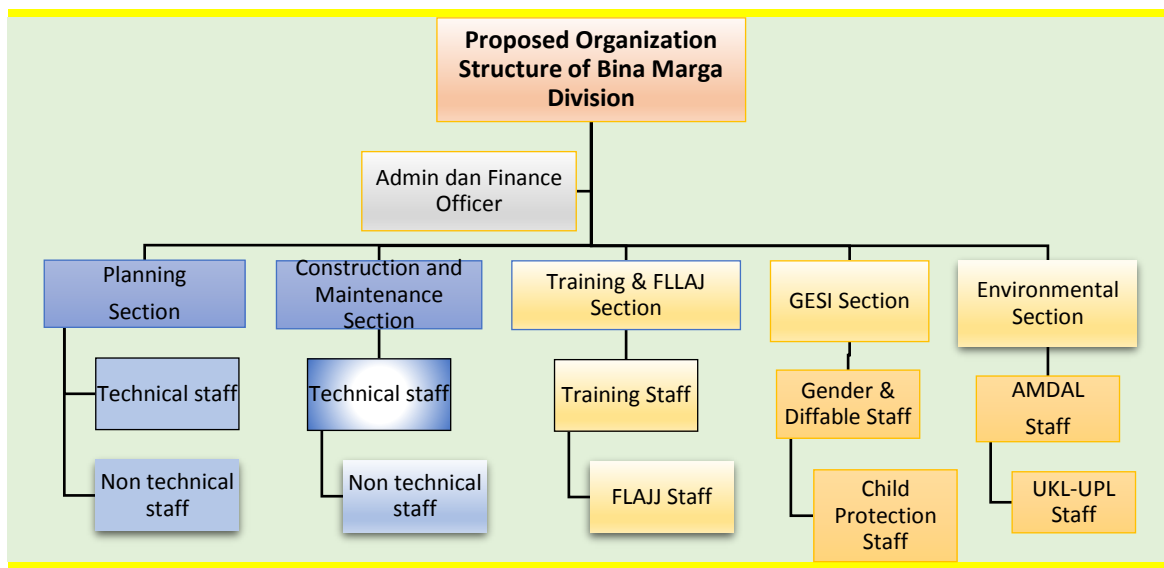 Proposed Organization
Structure of Bina Marga
Division
Admin dan Finance
Officer
Planning
Section
Construction and
Maintenance
Section
Training & FLLAJ
Section
GESI Section
Environmental
Section
Technical staff
Technical staff
Training Staff
Gender &
Diffable Staff
AMDAL
Staff
Non technical
staff
Non technical
staff
FLAJJ Staff
Child
Protection
Staff
UKL-UPL
Staff